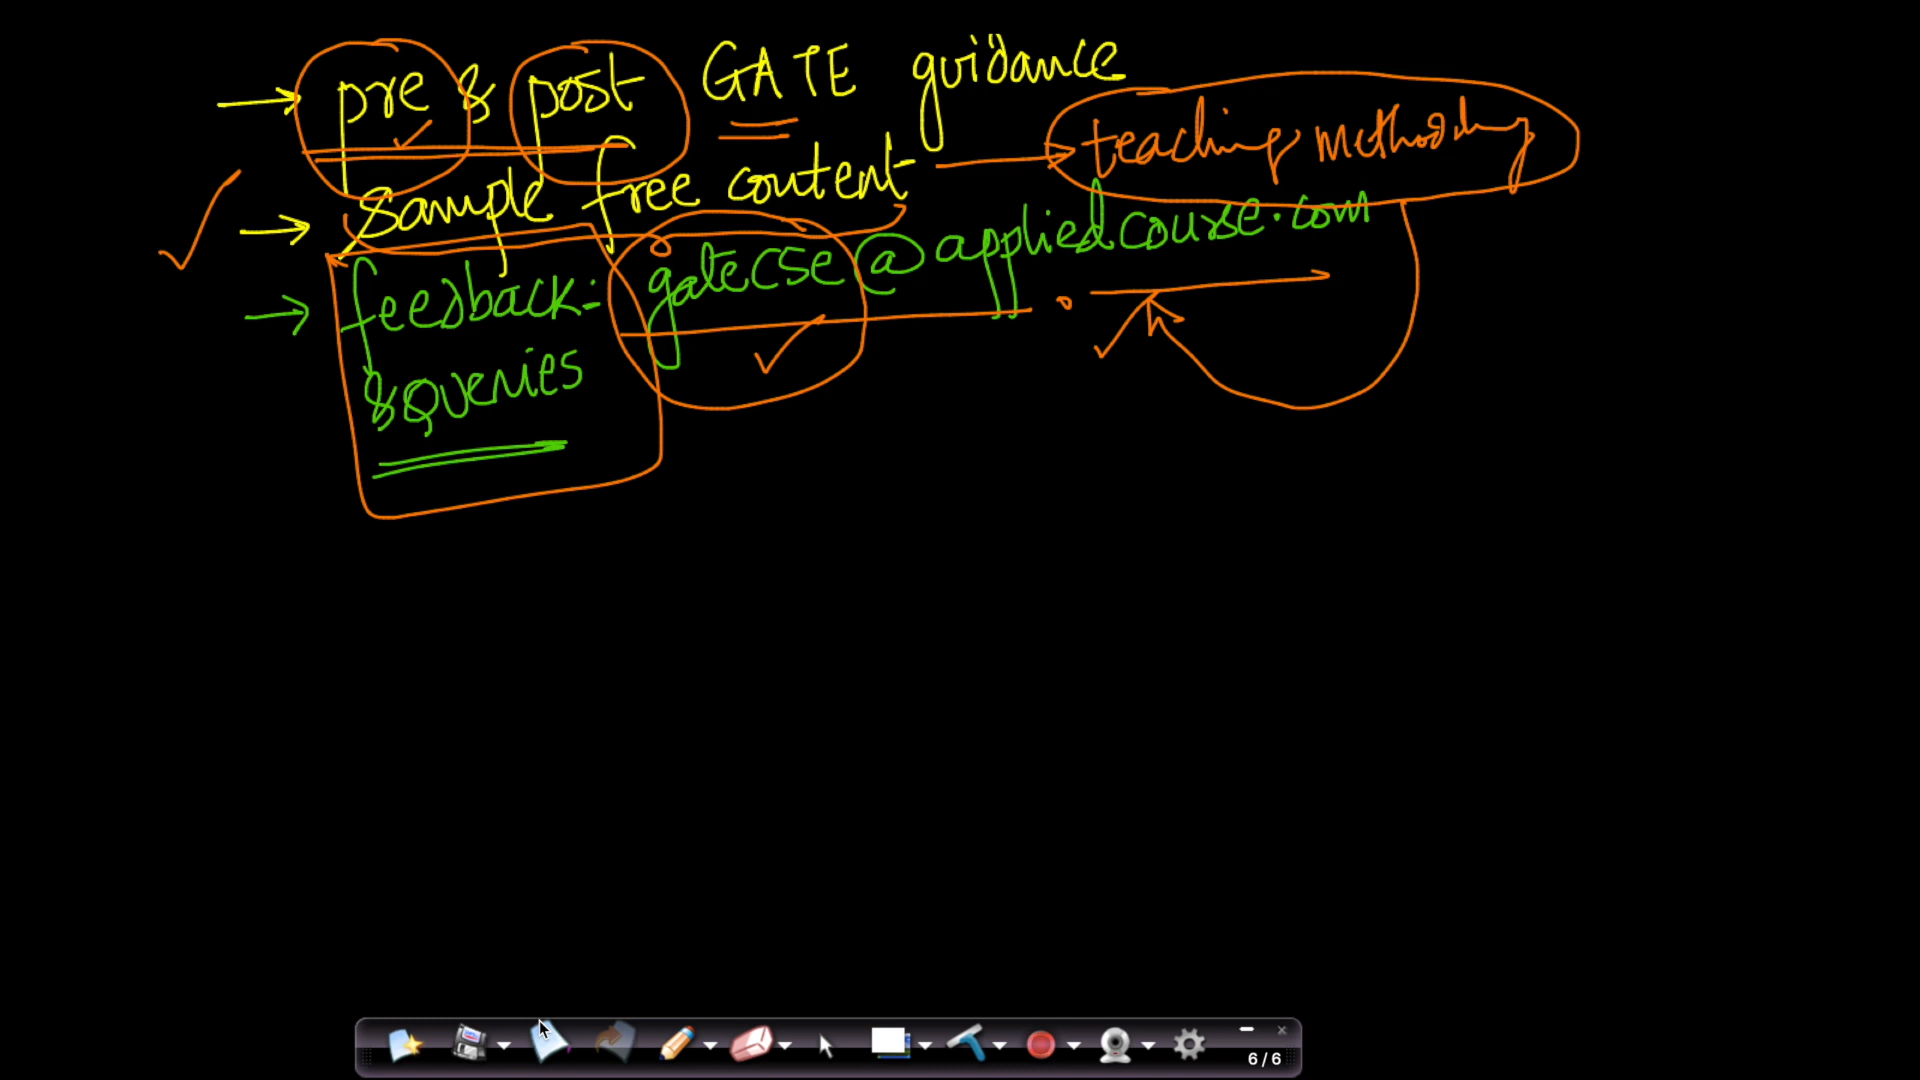 → pre & post GATE guidance
→ sample free content → teaching methodology
→ feedback: gatecse@appliedcourse.com
& Queries
6/6